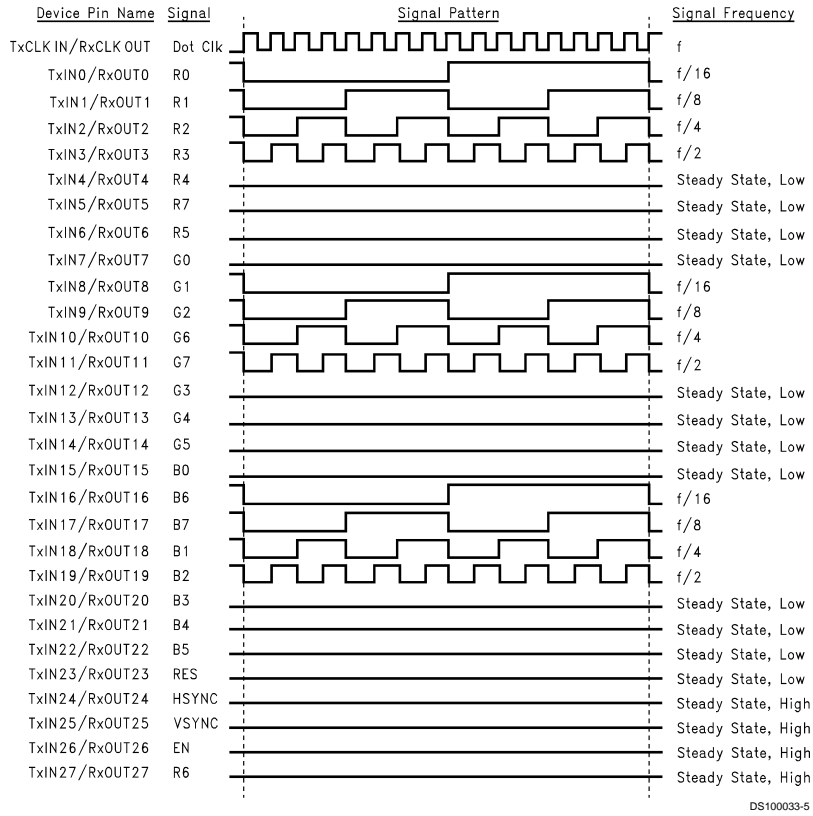 Device Pin Name Signal Signal Pattern Signal Frequency
TxCLK IN/RxCLK OUT Dot Clk f
TxIN0/RxOUT0 R0 f/16
TxIN1/RxOUT1 R1 f/8
TxIN2/RxOUT2 R2 f/4
TxIN3/RxOUT3 R3 f/2
TxIN4/RxOUT4 R4 Steady State, Low
TxIN5/RxOUT5 R7 Steady State, Low
TxIN6/RxOUT6 R5 Steady State, Low
TxIN7/RxOUT7 G0 Steady State, Low
TxIN8/RxOUT8 G1 f/16
TxIN9/RxOUT9 G2 f/8
TxIN10/RxOUT10 G6 f/4
TxIN11/RxOUT11 G7 f/2
TxIN12/RxOUT12 G3 Steady State, Low
TxIN13/RxOUT13 G4 Steady State, Low
TxIN14/RxOUT14 G5 Steady State, Low
TxIN15/RxOUT15 B0 Steady State, Low
TxIN16/RxOUT16 B6 f/16
TxIN17/RxOUT17 B7 f/8
TxIN18/RxOUT18 B1 f/4
TxIN19/RxOUT19 B2 f/2
TxIN20/RxOUT20 B3 Steady State, Low
TxIN21/RxOUT21 B4 Steady State, Low
TxIN22/RxOUT22 B5 Steady State, Low
TxIN23/RxOUT23 RES Steady State, Low
TxIN24/RxOUT24 HSYNC Steady State, High
TxIN25/RxOUT25 VSYNC Steady State, High
TxIN26/RxOUT26 EN Steady State, High
TxIN27/RxOUT27 R6 Steady State, High
DS100033-5